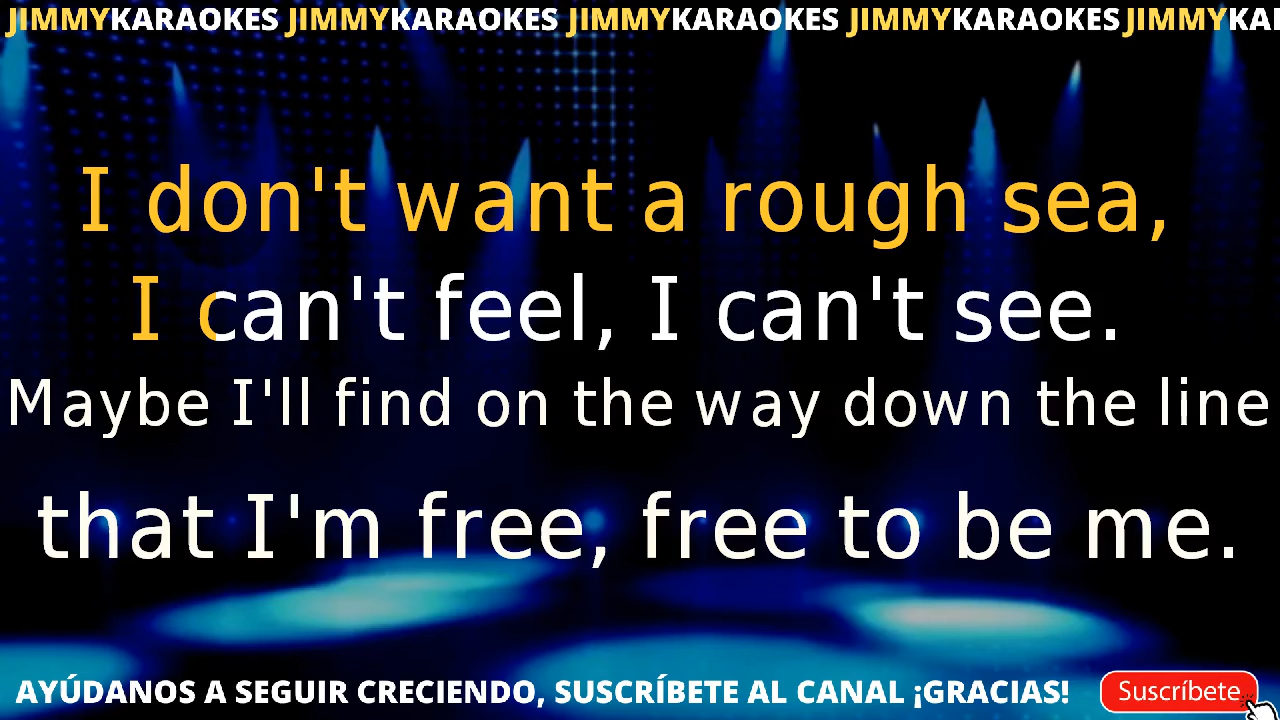 JIMMYKARAOKES JIMMYKARAOKES JIMMYKARAOKES JIMMYKARAOKES JIMMYKA
I don't want a rough sea,
I can't feel, I can't see.
Maybe I'll find on the way down the line
that I'm free, free to be me.
AYÚDANOS A SEGUIR CRECIENDO, SUSCRÍBETE AL CANAL ¡GRACIAS! Suscríbete